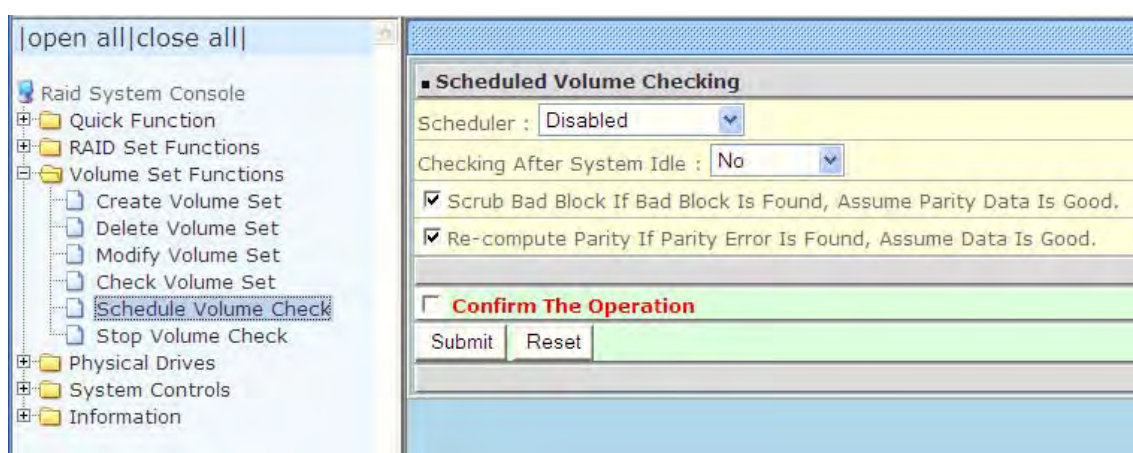 |open all|close all|
Raid System Console
Quick Function
RAID Set Functions
Volume Set Functions
Create Volume Set
Delete Volume Set
Modify Volume Set
Check Volume Set
Schedule Volume Check
Stop Volume Check
Physical Drives
System Controls
Information
Scheduled Volume Checking
Scheduler : Disabled
Checking After System Idle : No
Scrub Bad Block If Bad Block Is Found, Assume Parity Data Is Good.
Re-compute Parity If Parity Error Is Found, Assume Data Is Good.
Confirm The Operation
Submit Reset